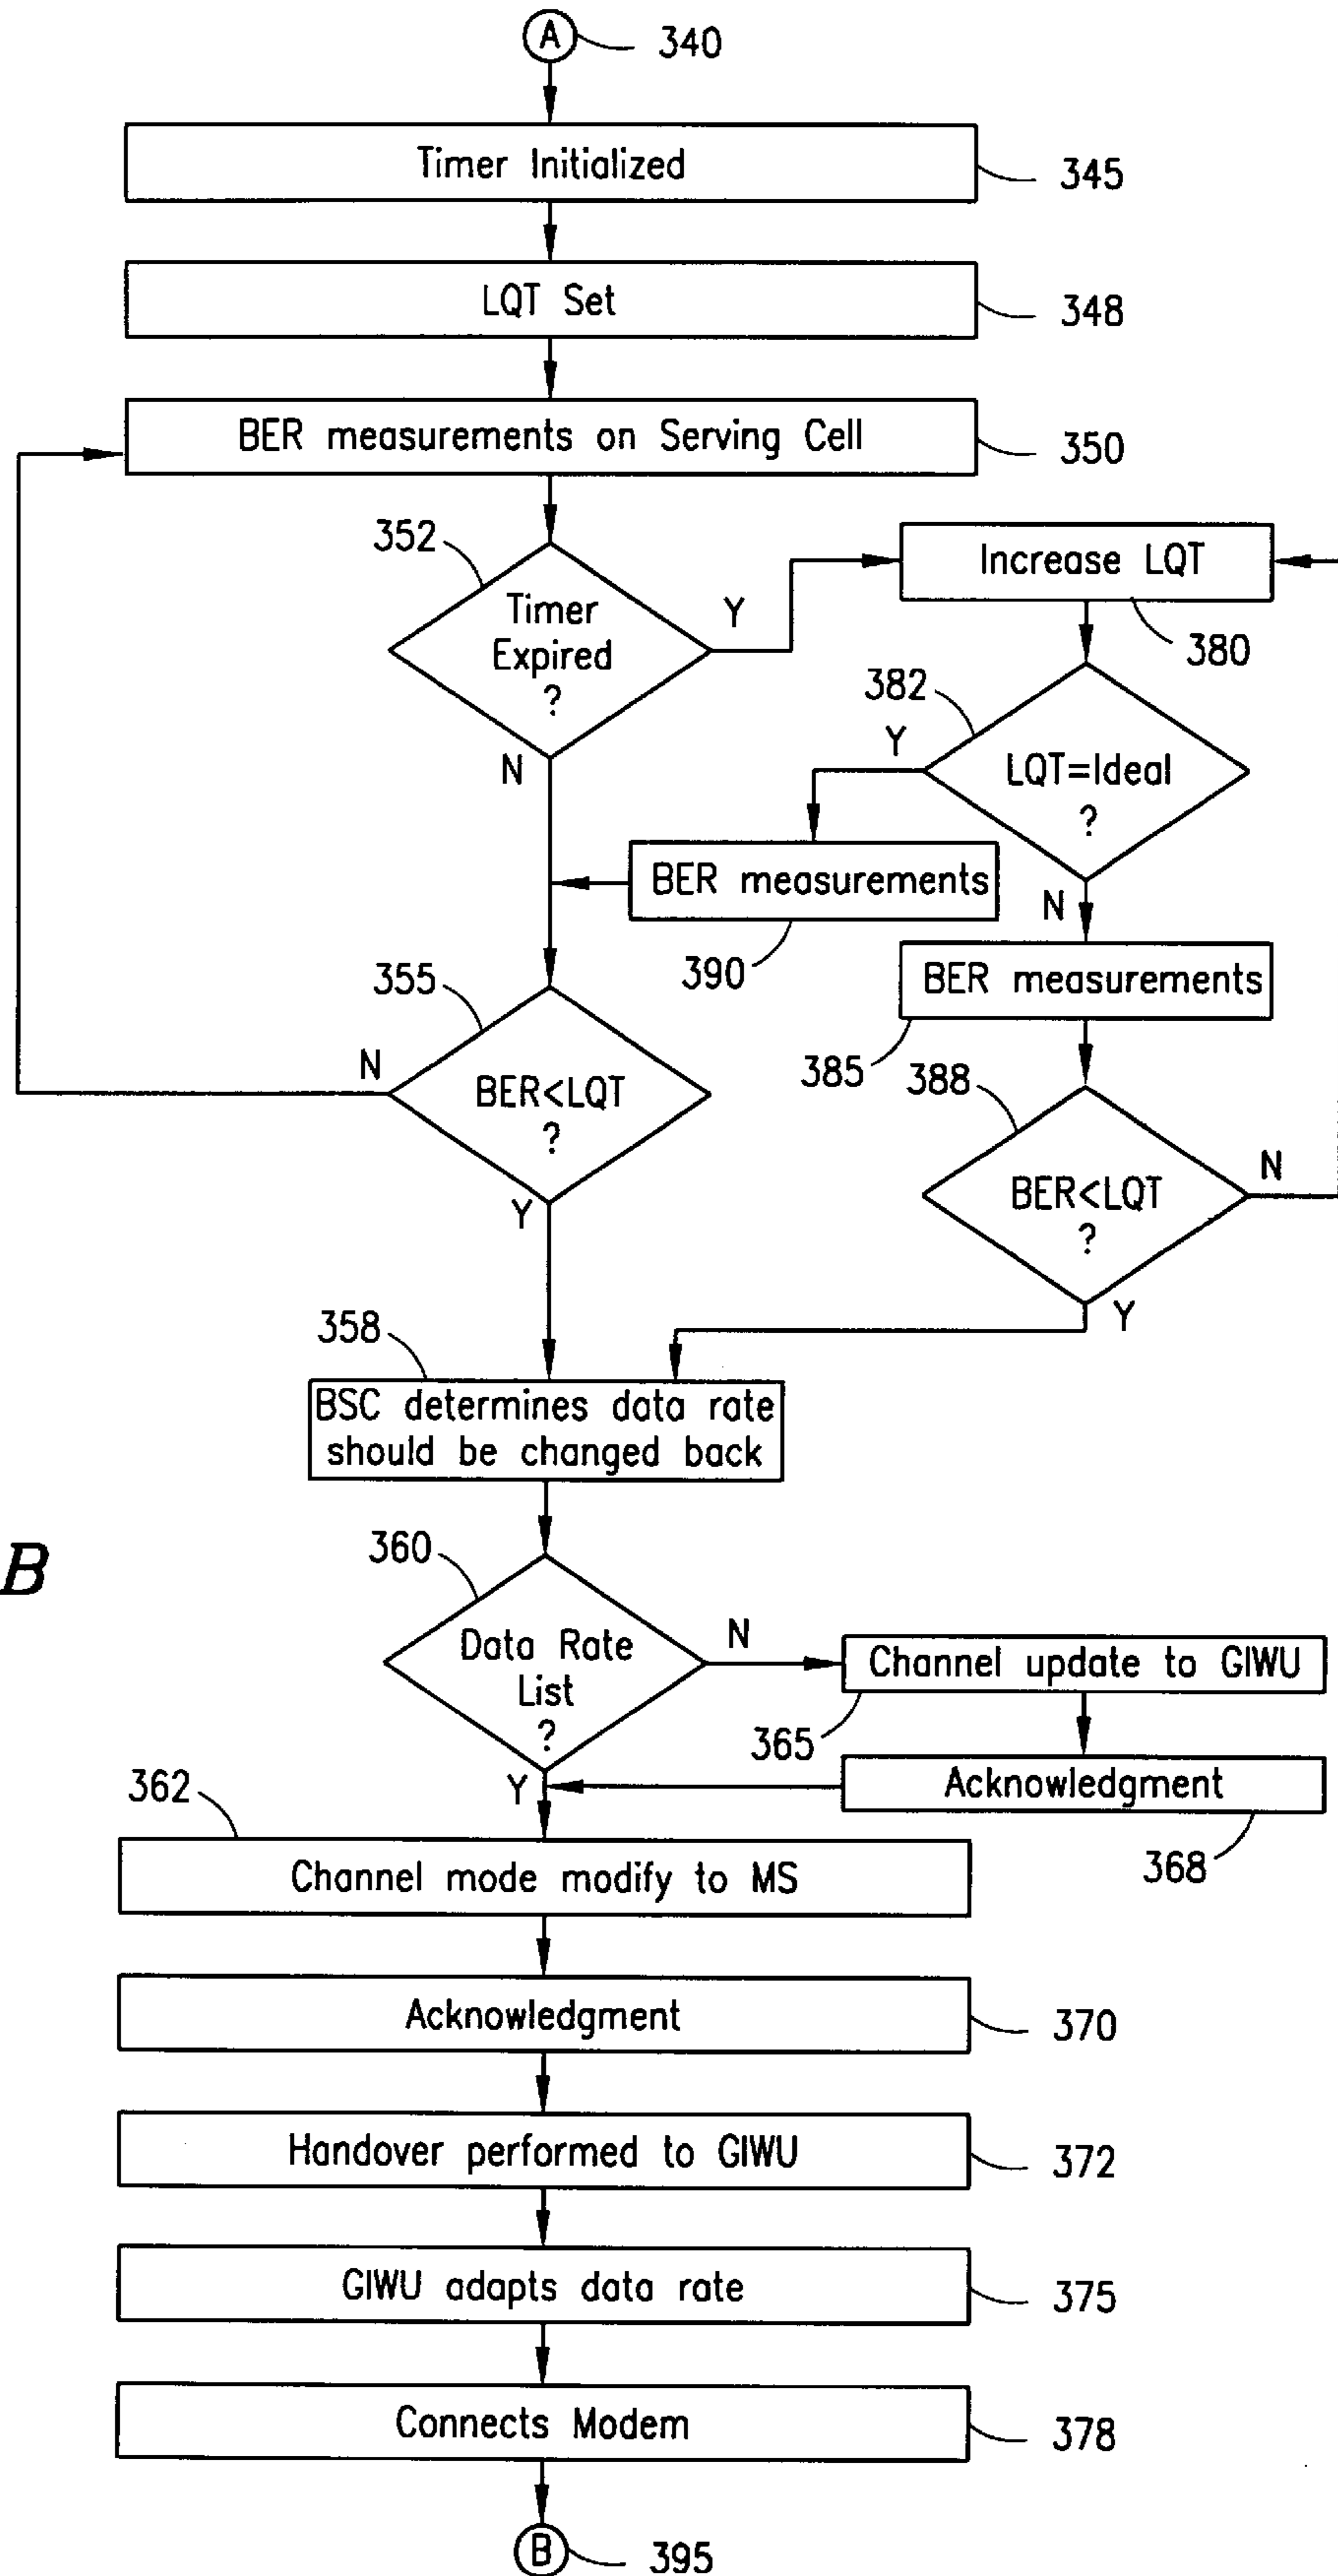 A
340
Timer Initialized
345
LQT Set
348
BER measurements on Serving Cell
350
352
Timer
Expired
?
Y
N
Increase LQT
380
382
LQT=Ideal
?
Y
N
BER measurements
390
BER measurements
385
355
BER<LQT
?
N
Y
388
BER<LQT
?
N
Y
358
BSC determines data rate
should be changed back
B
360
Data Rate
List
?
N
Y
Channel update to GIWU
365
Acknowledgment
368
362
Channel mode modify to MS
Acknowledgment
370
Handover performed to GIWU
372
GIWU adapts data rate
375
Connects Modem
378
B
395